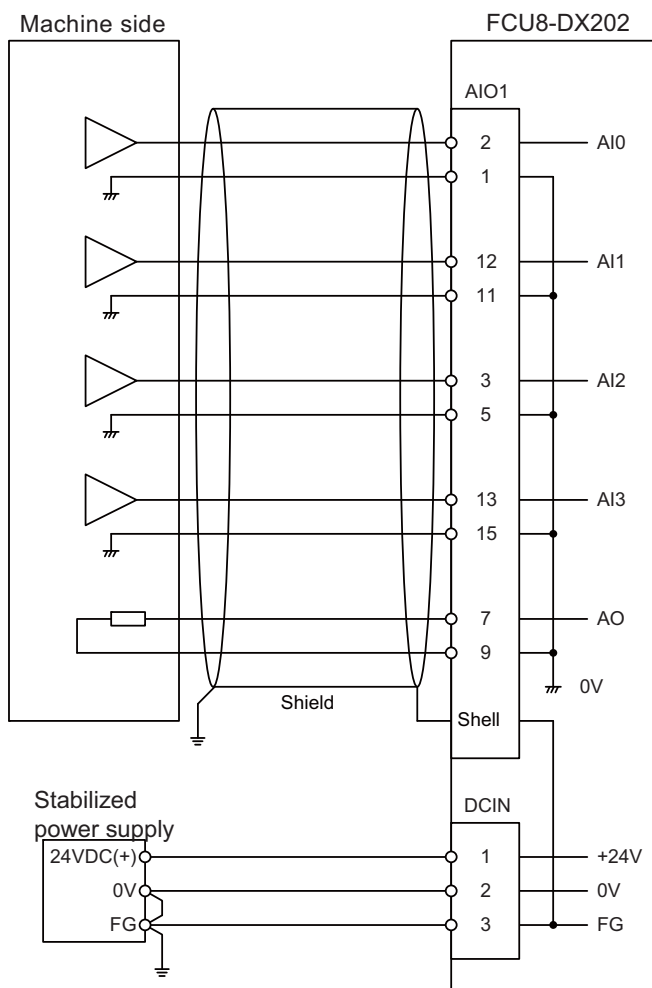 Machine side
FCU8-DX202
AIO1
2 AI0
1
12 AI1
11
3 AI2
5
13 AI3
15
7 AO
9
0V
Shield
Shell
Stabilized
power supply
DCIN
24VDC(+) 1 +24V
0V 2 0V
FG 3 FG